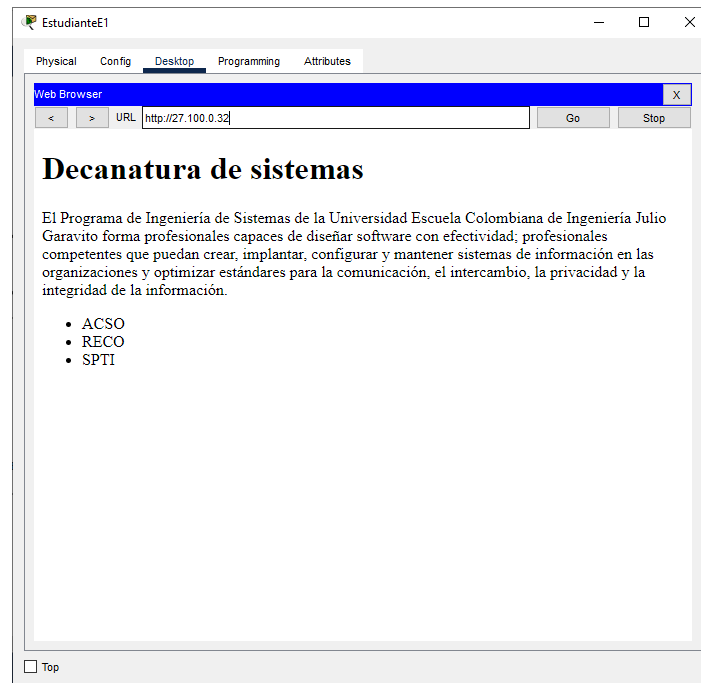 EstudianteE1
Physical Config Desktop Programming Attributes
Web Browser X
< > URL http://27.100.0.32 Go Stop
Decanatura de sistemas
El Programa de Ingeniería de Sistemas de la Universidad Escuela Colombiana de Ingeniería Julio
Garavito forma profesionales capaces de diseñar software con efectividad; profesionales
competentes que puedan crear, implantar, configurar y mantener sistemas de información en las
organizaciones y optimizar estándares para la comunicación, el intercambio, la privacidad y la
integridad de la información.
• ACSO
• RECO
• SPTI
Top